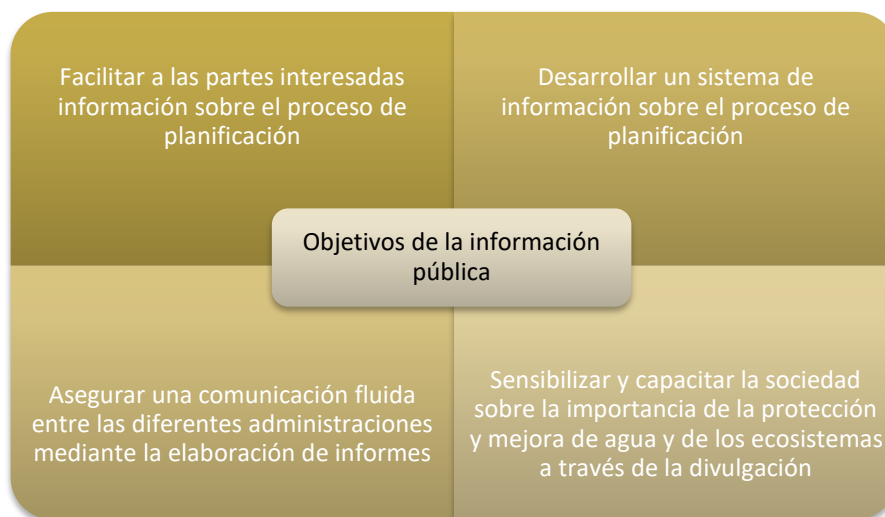 Facilitar a las partes interesadas
información sobre el proceso de
planificación
Desarrollar un sistema de
información sobre el proceso de
planificación
Objetivos de la información
pública
Asegurar una comunicación fluida
entre las diferentes administraciones
mediante la elaboración de informes
Sensibilizar y capacitar la sociedad
sobre la importancia de la protección
y mejora de agua y de los ecosistemas
a través de la divulgación